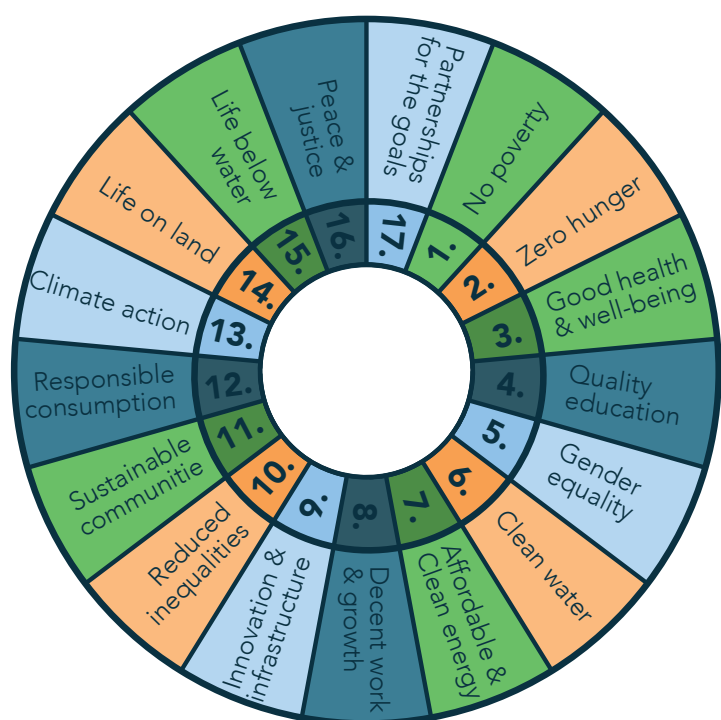 1.
No poverty
2.
Zero hunger
3.
Good health
& well-being
4.
Quality
education
5.
Gender
equality
6.
Clean water
7.
Affordable &
Clean energy
8.
Decent work
& growth
9.
Innovation &
infrastructure
10.
Reduced
inequalities
11.
Sustainable
communitie
12.
Responsible
consumption
13.
Climate action
14.
Life on land
15.
Life below
water
16.
Peace &
justice
17.
Partnerships
for the goals